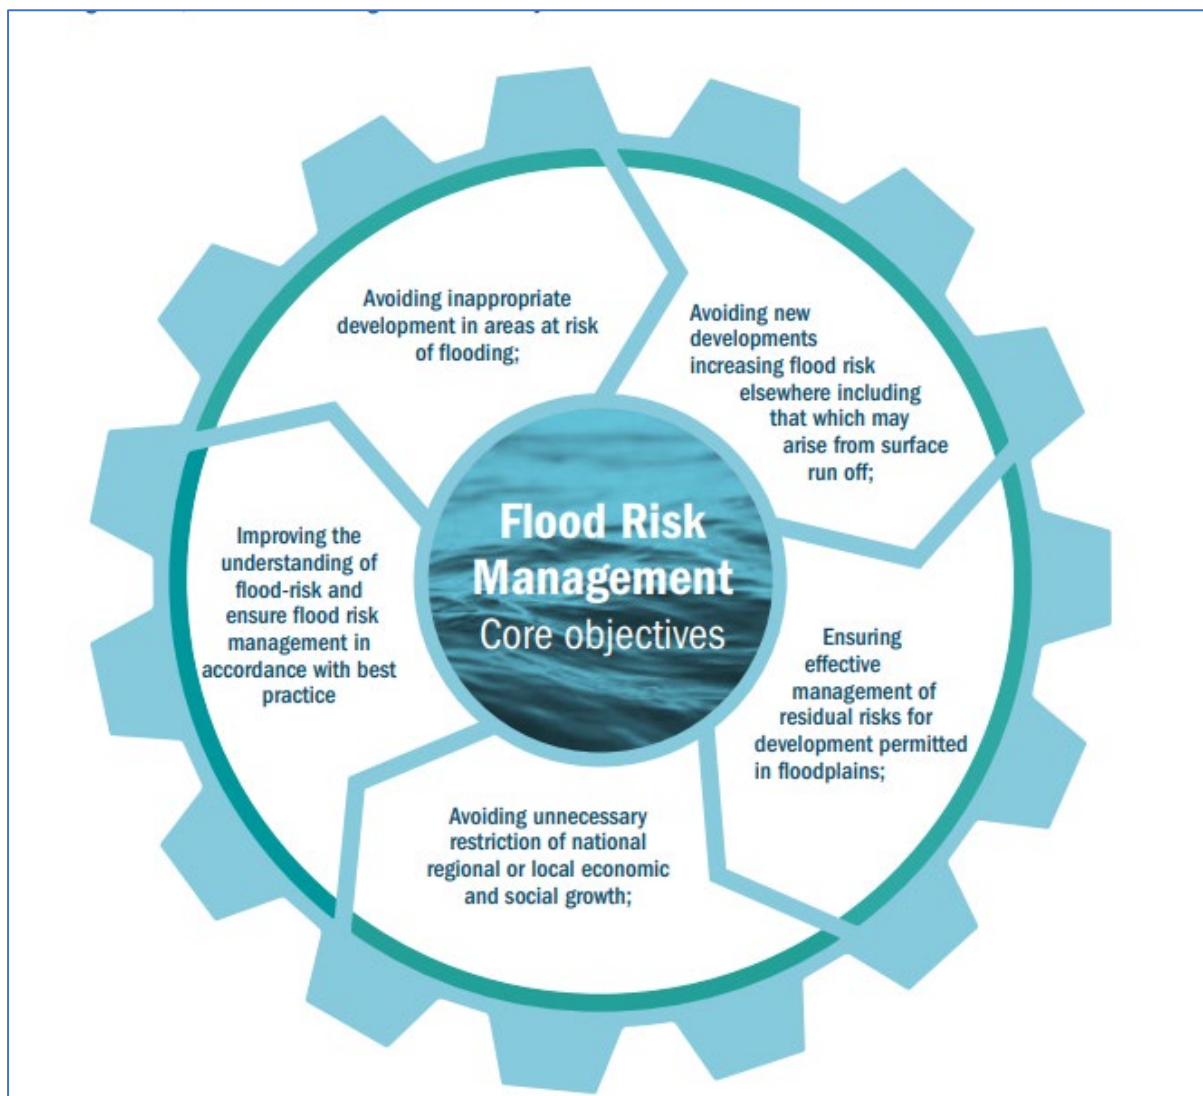 Avoiding inappropriate
development in areas at risk
of flooding;
Avoiding new
developments
increasing flood risk
elsewhere including
that which may
arise from surface
run off;
Flood Risk
Management
Core objectives
Improving the
understanding of
flood-risk and
ensure flood risk
management in
accordance with best
practice
Ensuring
effective
management of
residual risks for
development permitted
in floodplains;
Avoiding unnecessary
restriction of national
regional or local economic
and social growth;